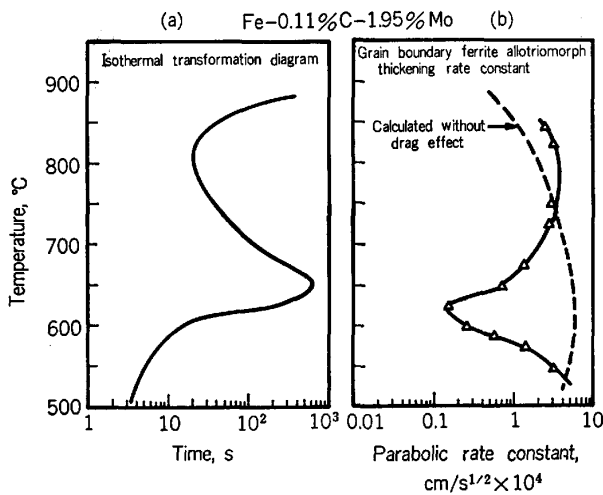 (a) Fe-0.11%C-1.95%Mo (b)
Isothermal transformation diagram
Grain boundary ferrite allotriomorph
thickening rate constant
Calculated without
drag effect
Temperature, °C
900
800
700
600
500
1 10 10² 10³
Time, s
0.01 0.1 1 10
Parabolic rate constant,
cm/s^1/2 × 10⁴